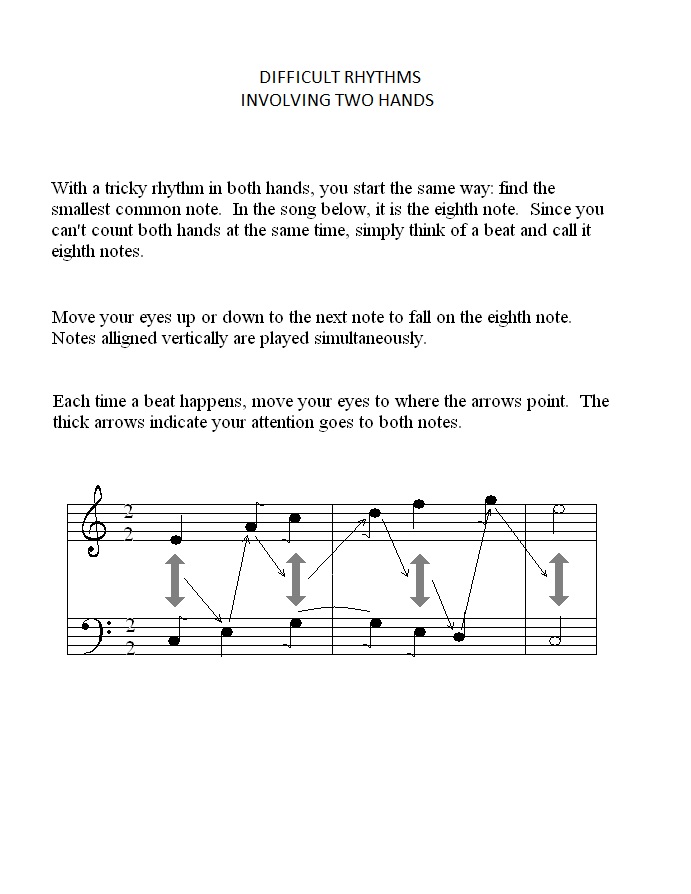 DIFFICULT RHYTHMS
INVOLVING TWO HANDS
With a tricky rhythm in both hands, you start the same way: find the
smallest common note.  In the song below, it is the eighth note.  Since you
can't count both hands at the same time, simply think of a beat and call it
eighth notes.
Move your eyes up or down to the next note to fall on the eighth note.
Notes alligned vertically are played simultaneously.
Each time a beat happens, move your eyes to where the arrows point.  The
thick arrows indicate your attention goes to both notes.
2
2
2
2